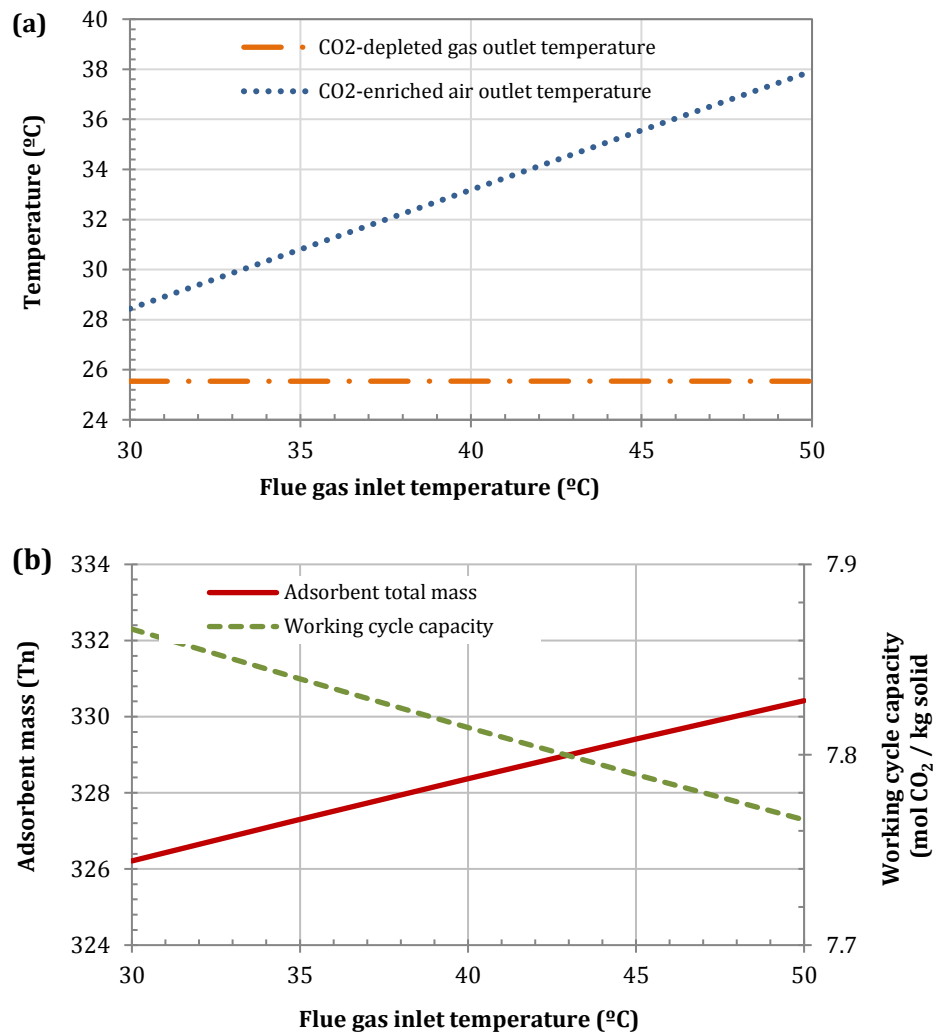 (a)
40
38
36
34
32
30
28
26
24
Temperature (ºC)
CO2-depleted gas outlet temperature
CO2-enriched air outlet temperature
30 35 40 45 50
Flue gas inlet temperature (ºC)
(b)
334
332
330
328
326
324
Adsorbent mass (Tn)
Adsorbent total mass
Working cycle capacity
7.9
7.8
7.7
Working cycle capacity
(mol CO₂ / kg solid
30 35 40 45 50
Flue gas inlet temperature (ºC)